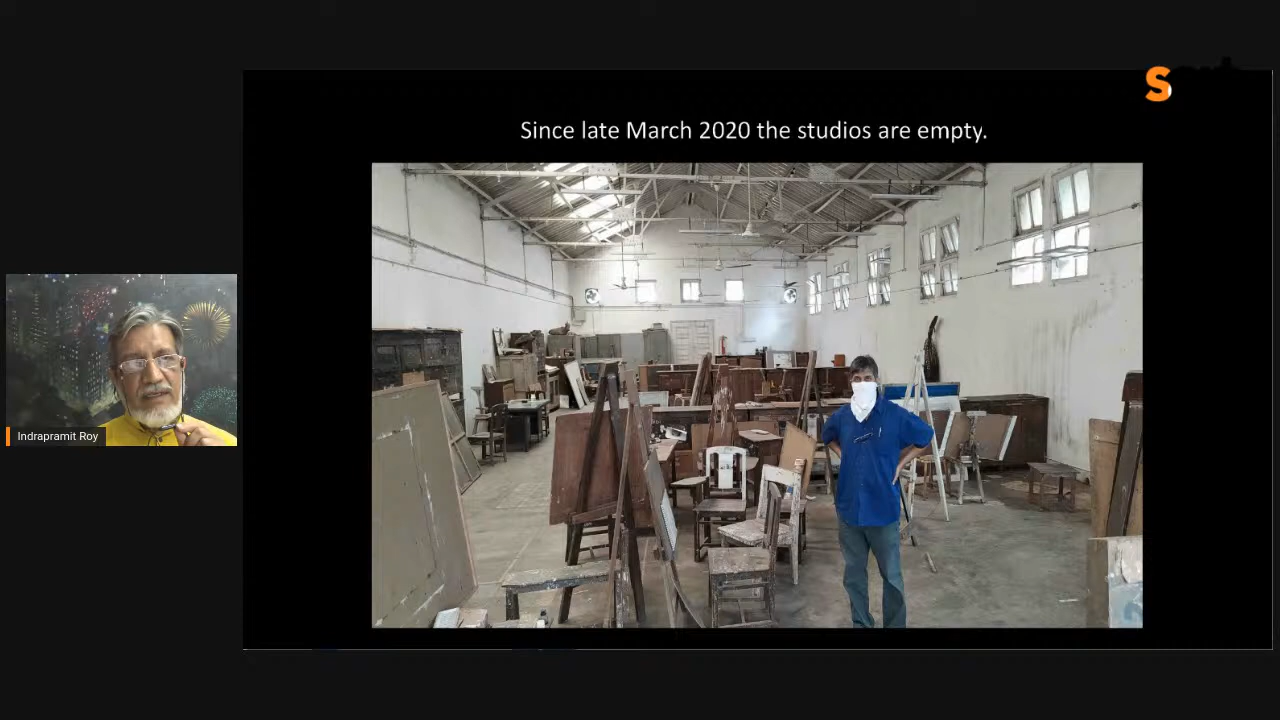 Since late March 2020 the studios are empty.
Indrapramit Roy